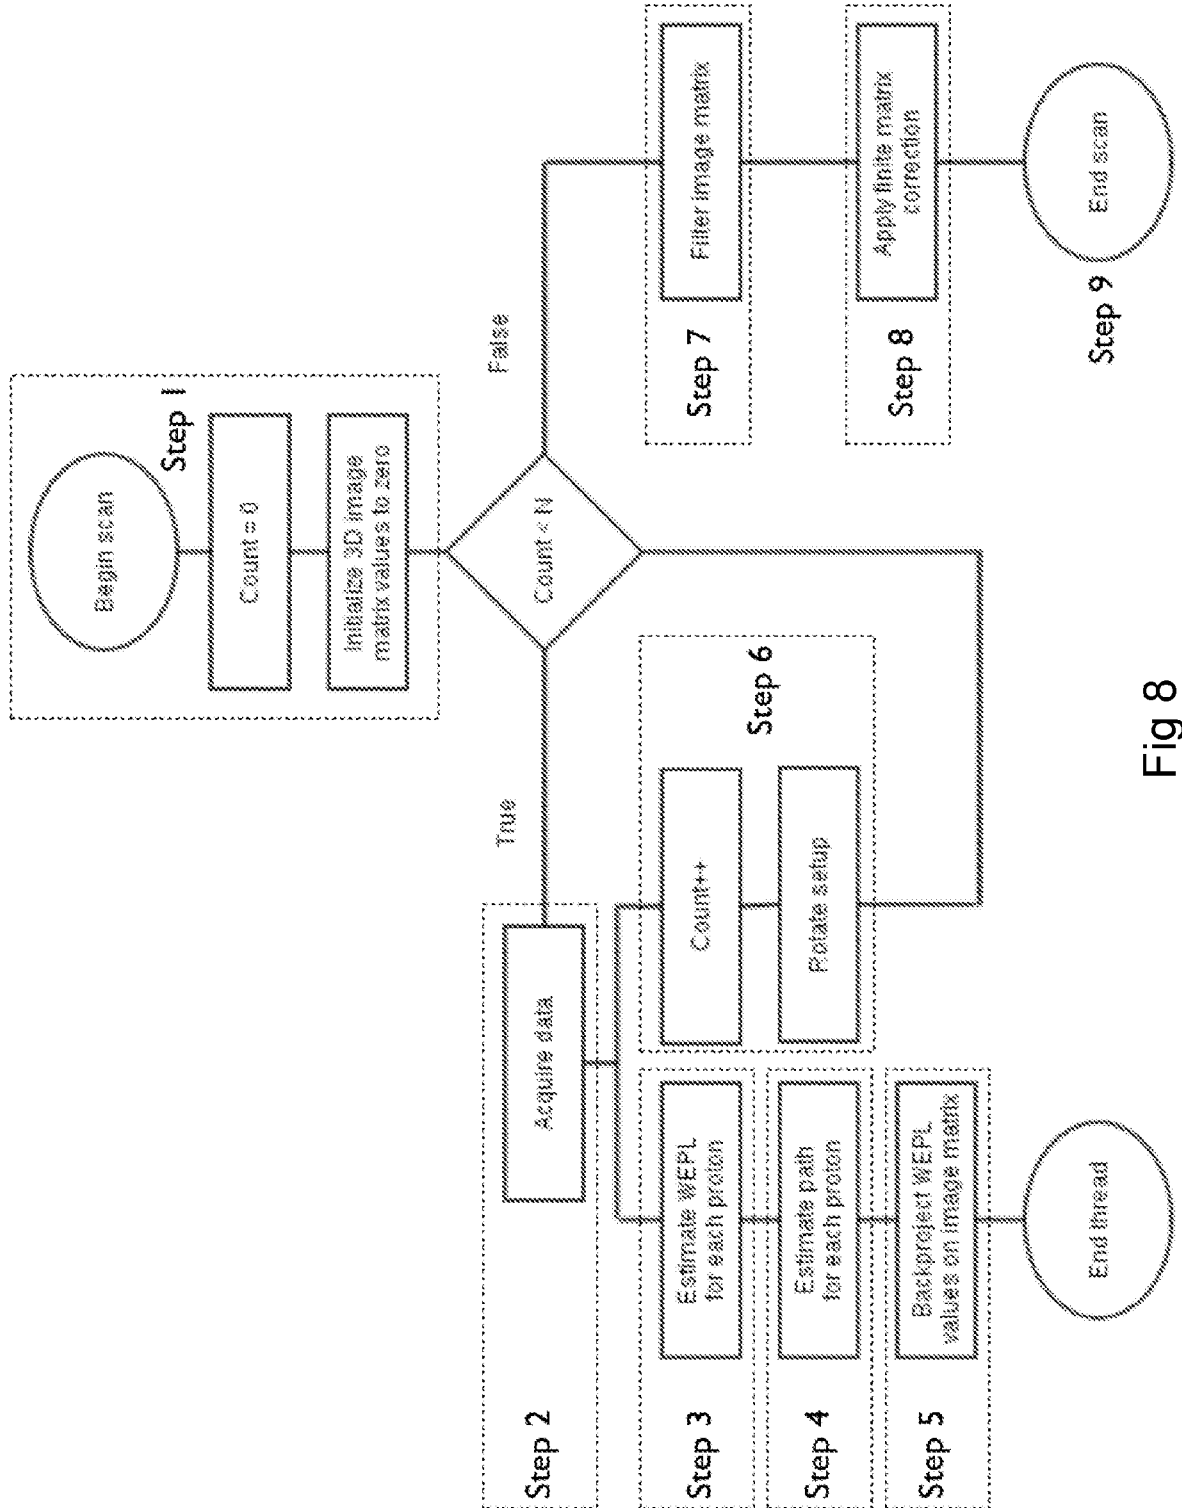 Begin scan
Step 1
Count = 0
Initialize 3D image
matrix values to zero
Count < N
True
False
Step 2
Acquire data
Step 3
Estimate WEPL
for each proton
Step 4
Estimate path
for each proton
Step 5
Backproject WEPL
values on image matrix
End thread
Count++
Rotate setup
Step 6
Step 7
Filter image matrix
Step 8
Apply finite matrix
correction
Step 9
End scan
Fig 8